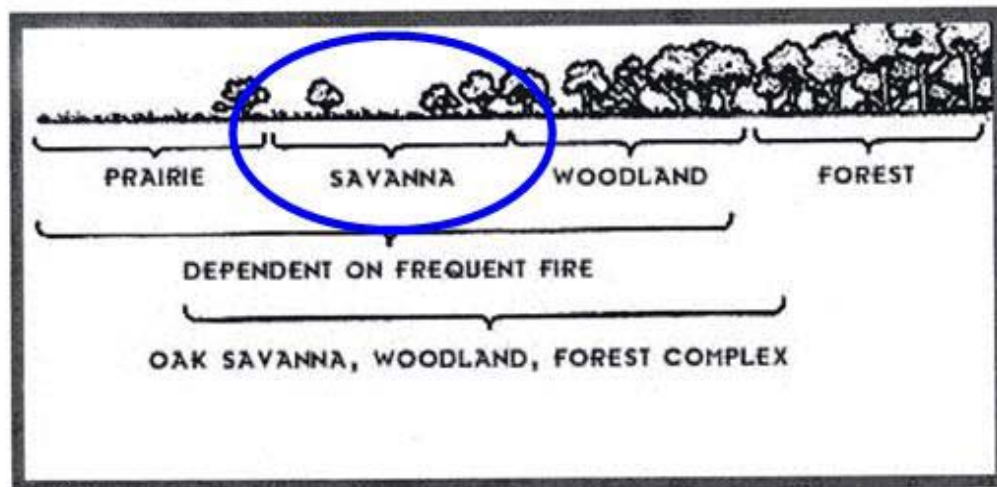 PRAIRIE SAVANNA WOODLAND FOREST
DEPENDENT ON FREQUENT FIRE
OAK SAVANNA, WOODLAND, FOREST COMPLEX